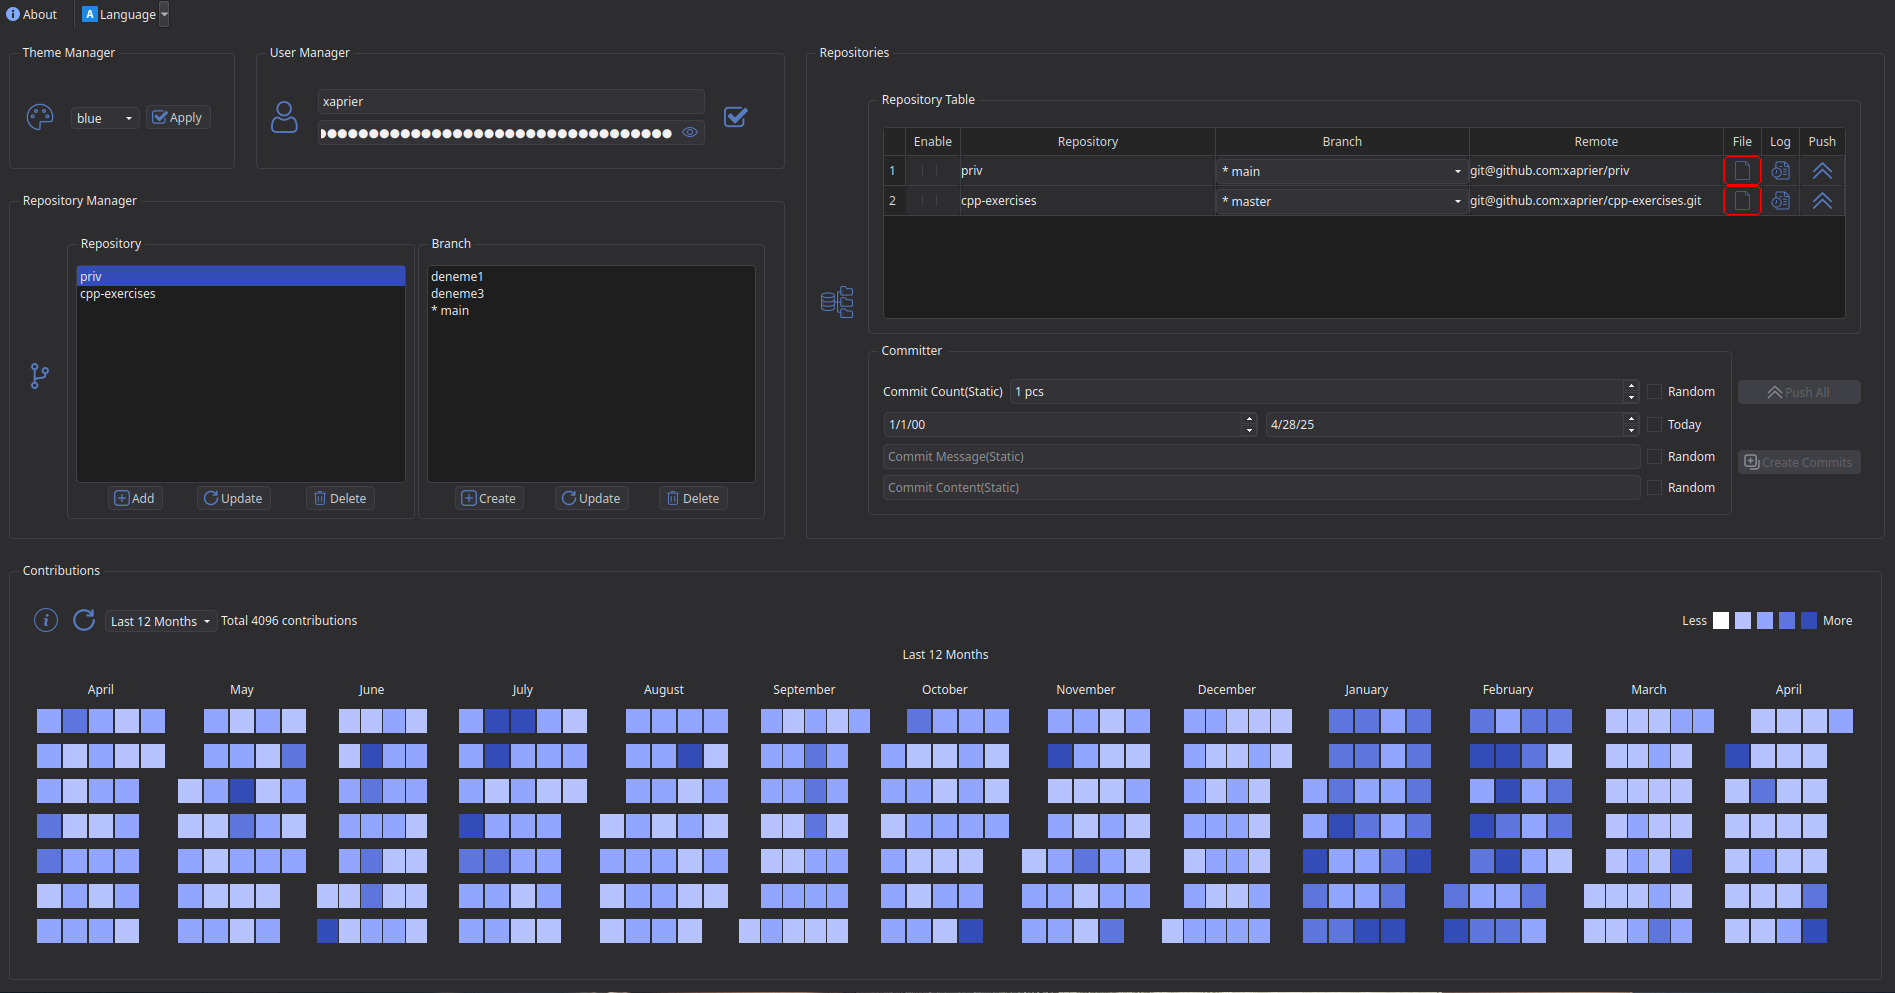 About
Language
Theme Manager
blue
Apply
User Manager
xaprier
Repository Manager
Repository
priv
cpp-exercises
Add
Update
Delete
Branch
deneme1
deneme3
* main
Create
Update
Delete
Repositories
Repository Table
Enable Repository Branch Remote File Log Push
1 priv * main git@github.com:xaprier/priv
2 cpp-exercises * master git@github.com:xaprier/cpp-exercises.git
Committer
Commit Count(Static) 1 pcs Random
1/1/00 4/28/25 Today
Commit Message(Static) Random
Commit Content(Static) Random
Push All
Create Commits
Contributions
Last 12 Months Total 4096 contributions
Less More
Last 12 Months
April May June July August September October November December January February March April